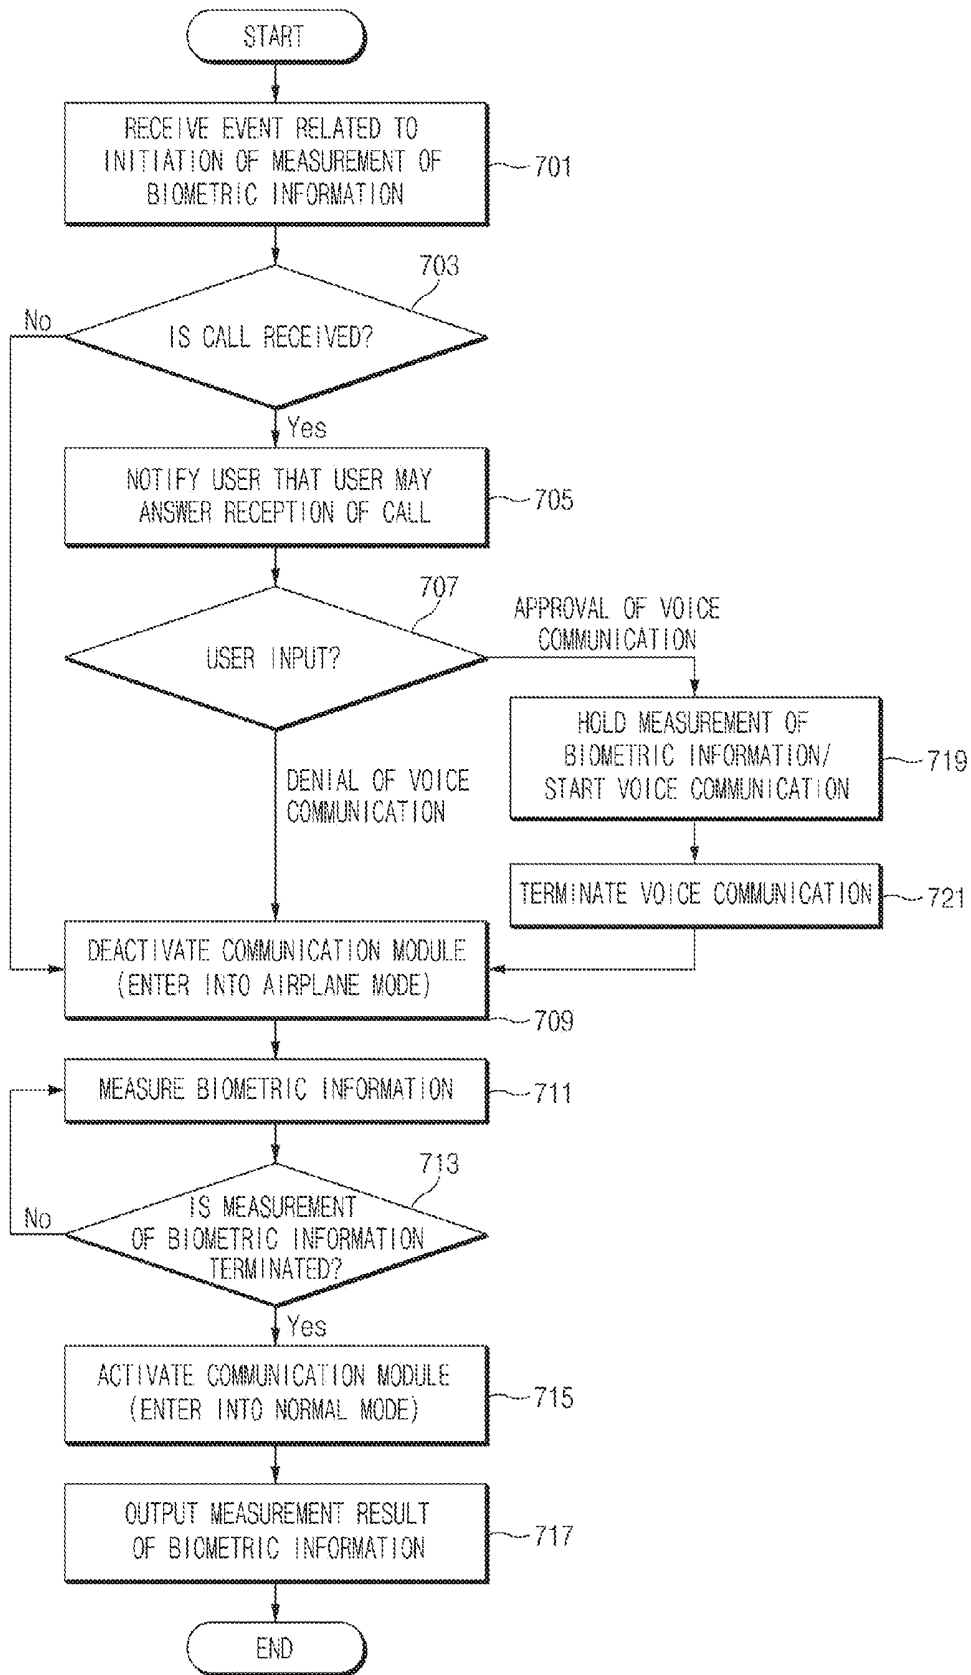 START
RECEIVE EVENT RELATED TO
INITIATION OF MEASUREMENT OF
BIOMETRIC INFORMATION
701
703
No
IS CALL RECEIVED?
Yes
NOTIFY USER THAT USER MAY
ANSWER RECEPTION OF CALL
705
707
USER INPUT?
APPROVAL OF VOICE
COMMUNICATION
HOLD MEASUREMENT OF
BIOMETRIC INFORMATION/
START VOICE COMMUNICATION
719
DENIAL OF VOICE
COMMUNICATION
TERMINATE VOICE COMMUNICATION
721
DEACTIVATE COMMUNICATION MODULE
(ENTER INTO AIRPLANE MODE)
709
MEASURE BIOMETRIC INFORMATION
711
713
IS MEASUREMENT
OF BIOMETRIC INFORMATION
TERMINATED?
No
Yes
ACTIVATE COMMUNICATION MODULE
(ENTER INTO NORMAL MODE)
715
OUTPUT MEASUREMENT RESULT
OF BIOMETRIC INFORMATION
717
END